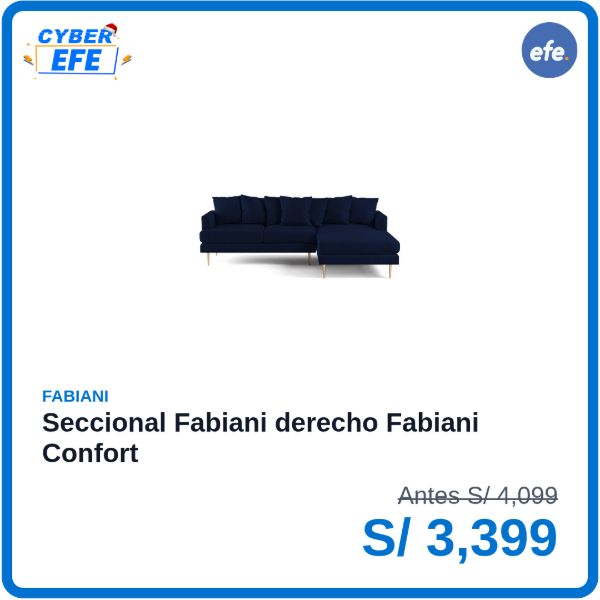 CYBER
EFE
efe.
FABIANI
Seccional Fabiani derecho Fabiani
Confort
Antes S/ 4,099
S/ 3,399